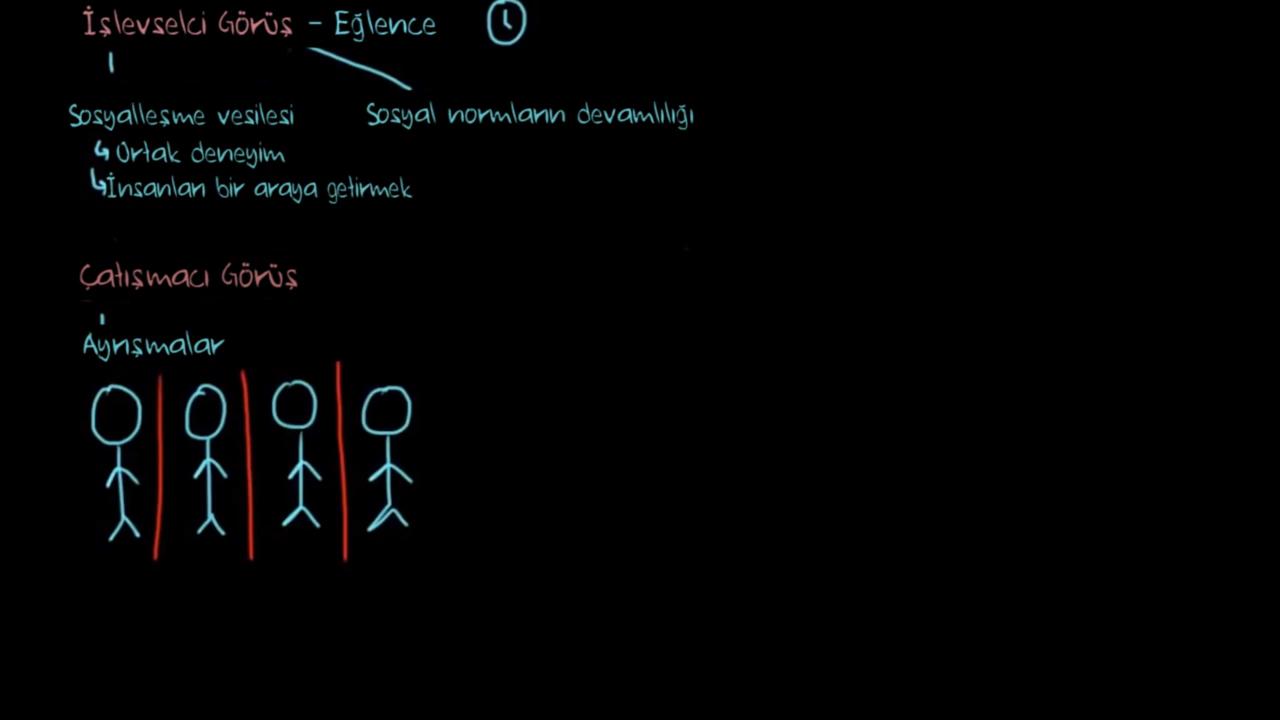 İşlevselci Görüş - Eğlence
Sosyalleşme vesilesi
Sosyal normların devamlılığı
Ortak deneyim
İnsanları bir araya getirmek
Çatışmacı Görüş
Ayrışmalar